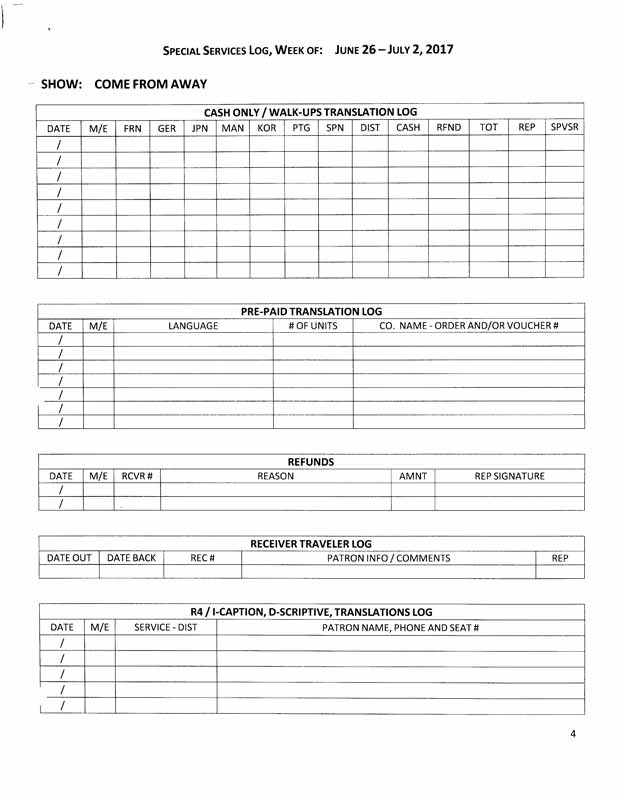 SPECIAL SERVICES LOG, WEEK OF: JUNE 26 – JULY 2, 2017
SHOW: COME FROM AWAY
CASH ONLY / WALK-UPS TRANSLATION LOG
DATE M/E FRN GER JPN MAN KOR PTG SPN DIST CASH RFND TOT REP SPVSR
/
/
/
/
/
/
/
/
/
PRE-PAID TRANSLATION LOG
DATE M/E LANGUAGE # OF UNITS CO. NAME - ORDER AND/OR VOUCHER #
/
/
/
/
/
/
/
REFUNDS
DATE M/E RCVR # REASON AMNT REP SIGNATURE
/
/
RECEIVER TRAVELER LOG
DATE OUT DATE BACK REC # PATRON INFO / COMMENTS REP
R4 / I-CAPTION, D-SCRIPTIVE, TRANSLATIONS LOG
DATE M/E SERVICE - DIST PATRON NAME, PHONE AND SEAT #
/
/
/
/
/
4